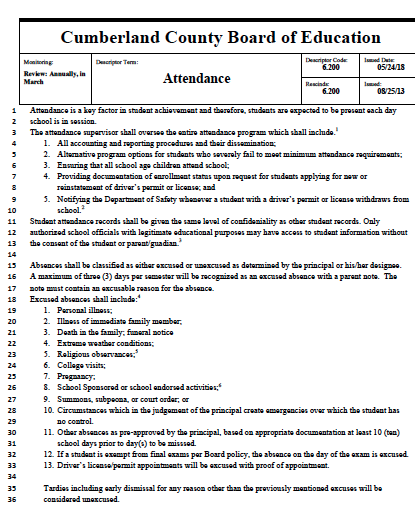 Cumberland County Board of Education
Monitoring:
Review: Annually, in
March
Descriptor Term:
Attendance
Descriptor Code:
6.200
Issued Date:
05/24/18
Rescinds:
6.200
Issued:
08/25/13
1 Attendance is a key factor in student achievement and therefore, students are expected to be present each day
2 school is in session.
3 The attendance supervisor shall oversee the entire attendance program which shall include.1
4 1. All accounting and reporting procedures and their dissemination;
5 2. Alternative program options for students who severely fail to meet minimum attendance requirements;
6 3. Ensuring that all school age children attend school;
7 4. Providing documentation of enrollment status upon request for students applying for new or
8 reinstatement of driver's permit or license; and
9 5. Notifying the Department of Safety whenever a student with a driver's permit or license withdraws from
10 school.2
11 Student attendance records shall be given the same level of confideniality as other student records. Only
12 authorized school officials with legitimate educational purposes may have access to student information without
13 the consent of the student or parent/guadian.3
14
15 Absences shall be classified as either excused or unexcused as determined by the principal or his/her designee.
16 A maximum of three (3) days per semester will be recognized as an excused absence with a parent note. The
17 note must contain an excusable reason for the absence.
18 Excused absences shall include:4
19 1. Personal illness;
20 2. Illness of immediate family member;
21 3. Death in the family; funeral notice
22 4. Extreme weather conditions;
23 5. Religious observances;5
24 6. College visits;
25 7. Pregnancy;
26 8. School Sponsored or school endorsed activities;6
27 9. Summons, subpeona, or court order; or
28 10. Circumstances which in the judgement of the principal create emergencies over which the student has
29 no control.
30 11. Other absences as pre-approved by the principal, based on appropriate documentation at least 10 (ten)
31 school days prior to day(s) to be misssed.
32 12. If a student is exempt from final exams per Board policy, the absence on the day of the exam is excused.
33 13. Driver's license/permit appointments will be excused with proof of appointment.
34
35 Tardies including early dismissal for any reason other than the previously mentioned excuses will be
36 considered unexcused.